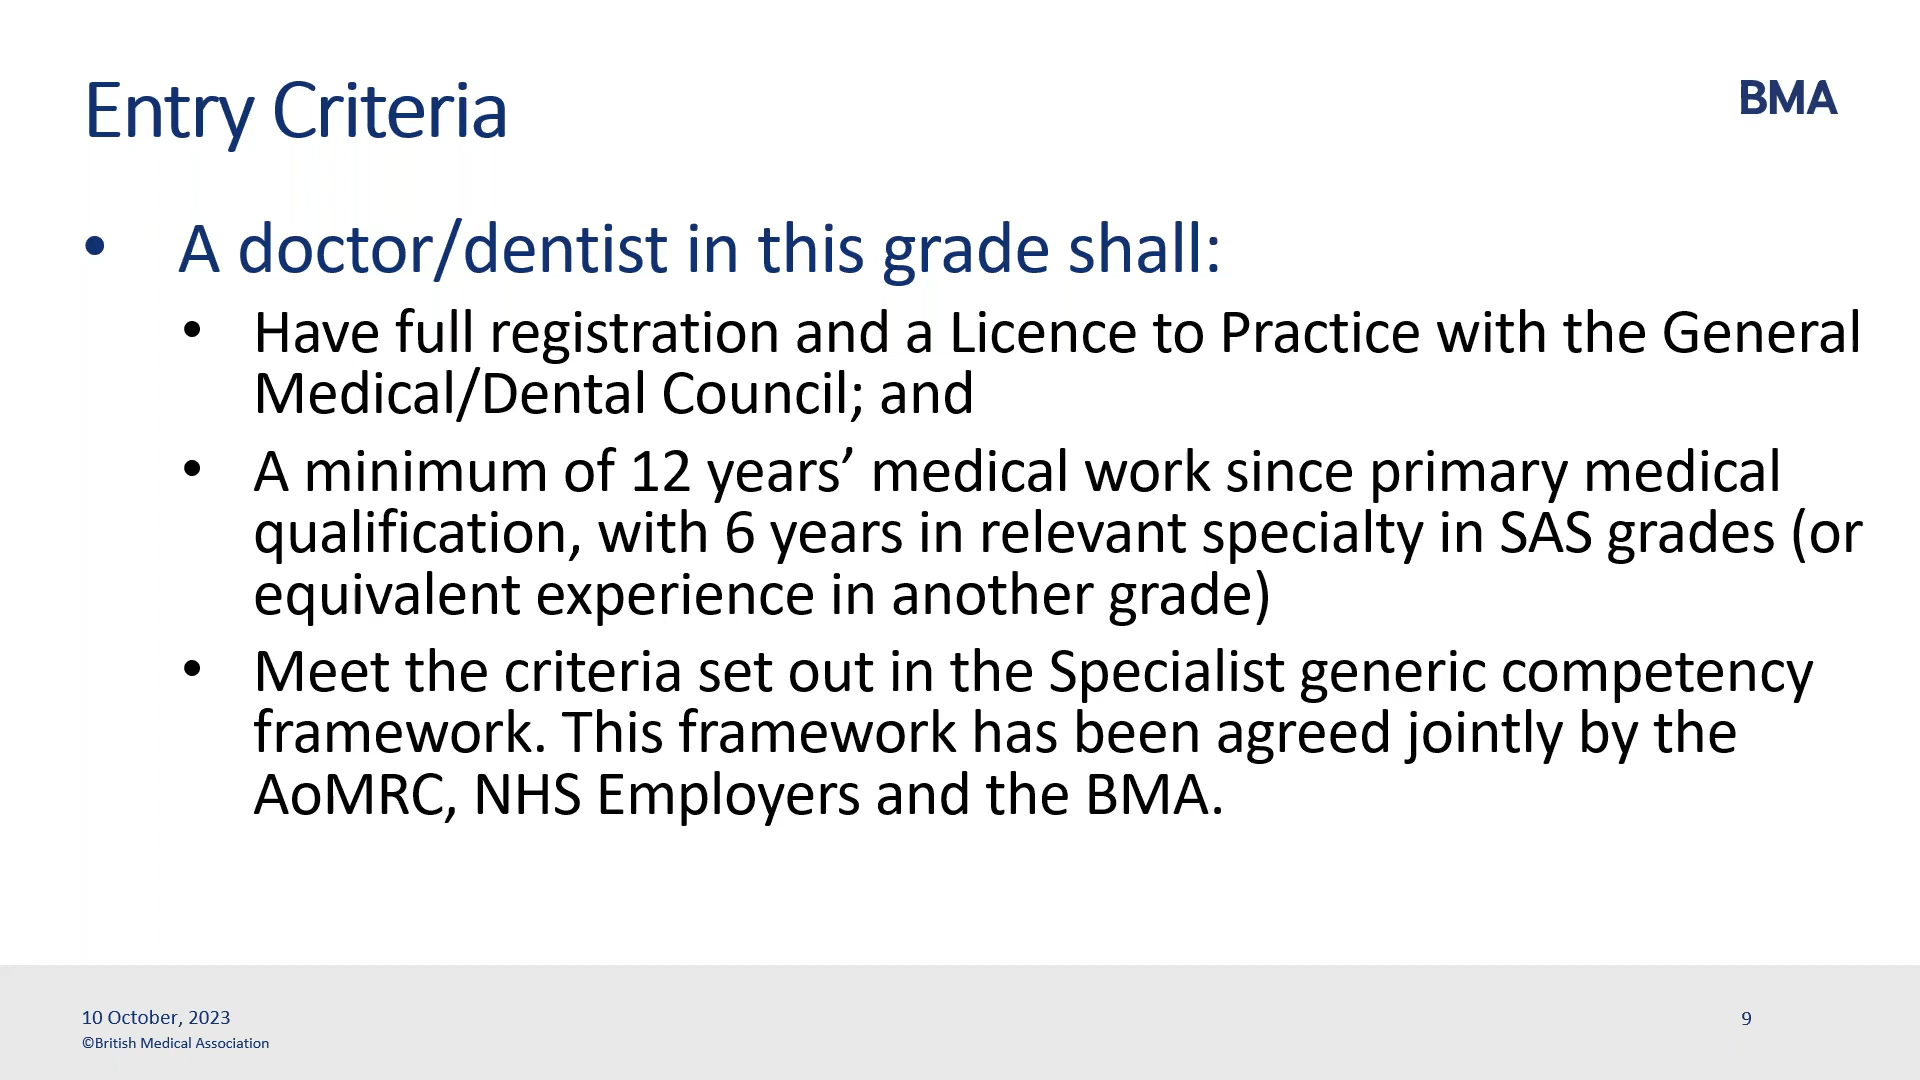 Entry Criteria
BMA
• A doctor/dentist in this grade shall:
• Have full registration and a Licence to Practice with the General
Medical/Dental Council; and
• A minimum of 12 years’ medical work since primary medical
qualification, with 6 years in relevant specialty in SAS grades (or
equivalent experience in another grade)
• Meet the criteria set out in the Specialist generic competency
framework. This framework has been agreed jointly by the
AoMRC, NHS Employers and the BMA.
10 October, 2023
9
©British Medical Association